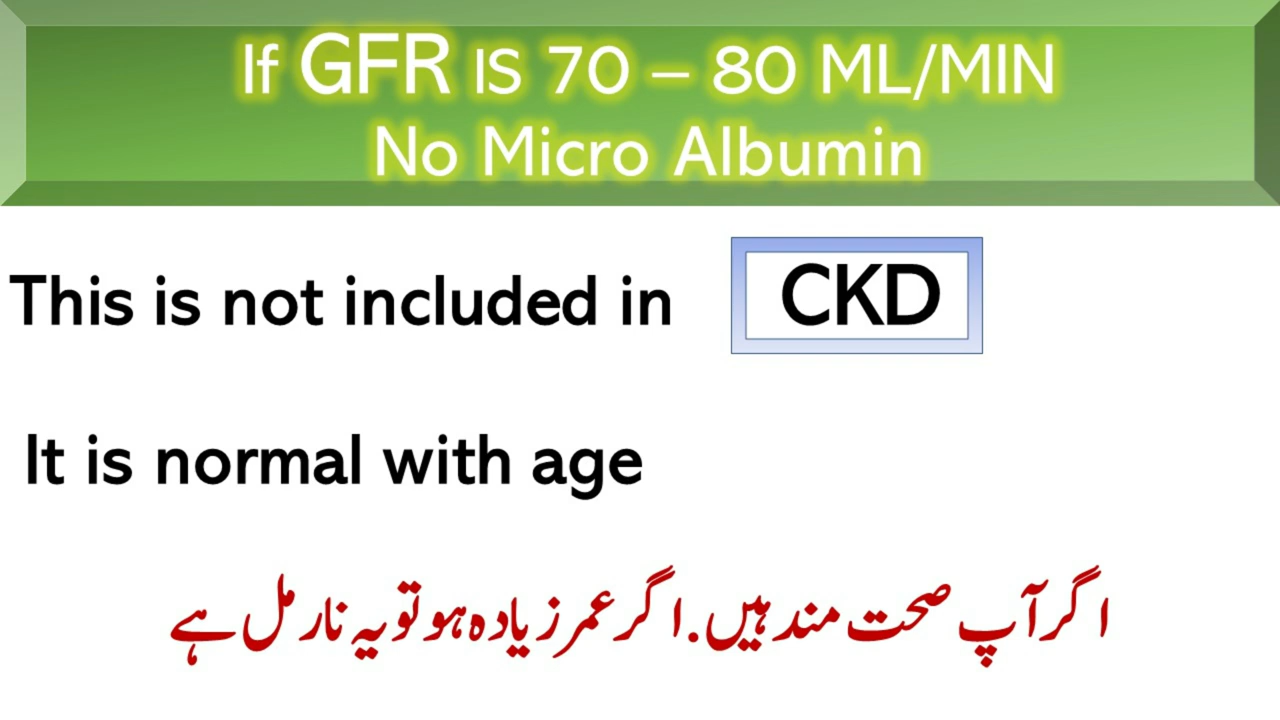 If GFR IS 70 – 80 ML/MIN
No Micro Albumin
This is not included in CKD
It is normal with age
اگر آپ صحت مند ہیں. اگر عمر زیادہ ہو تو یہ نارمل ہے